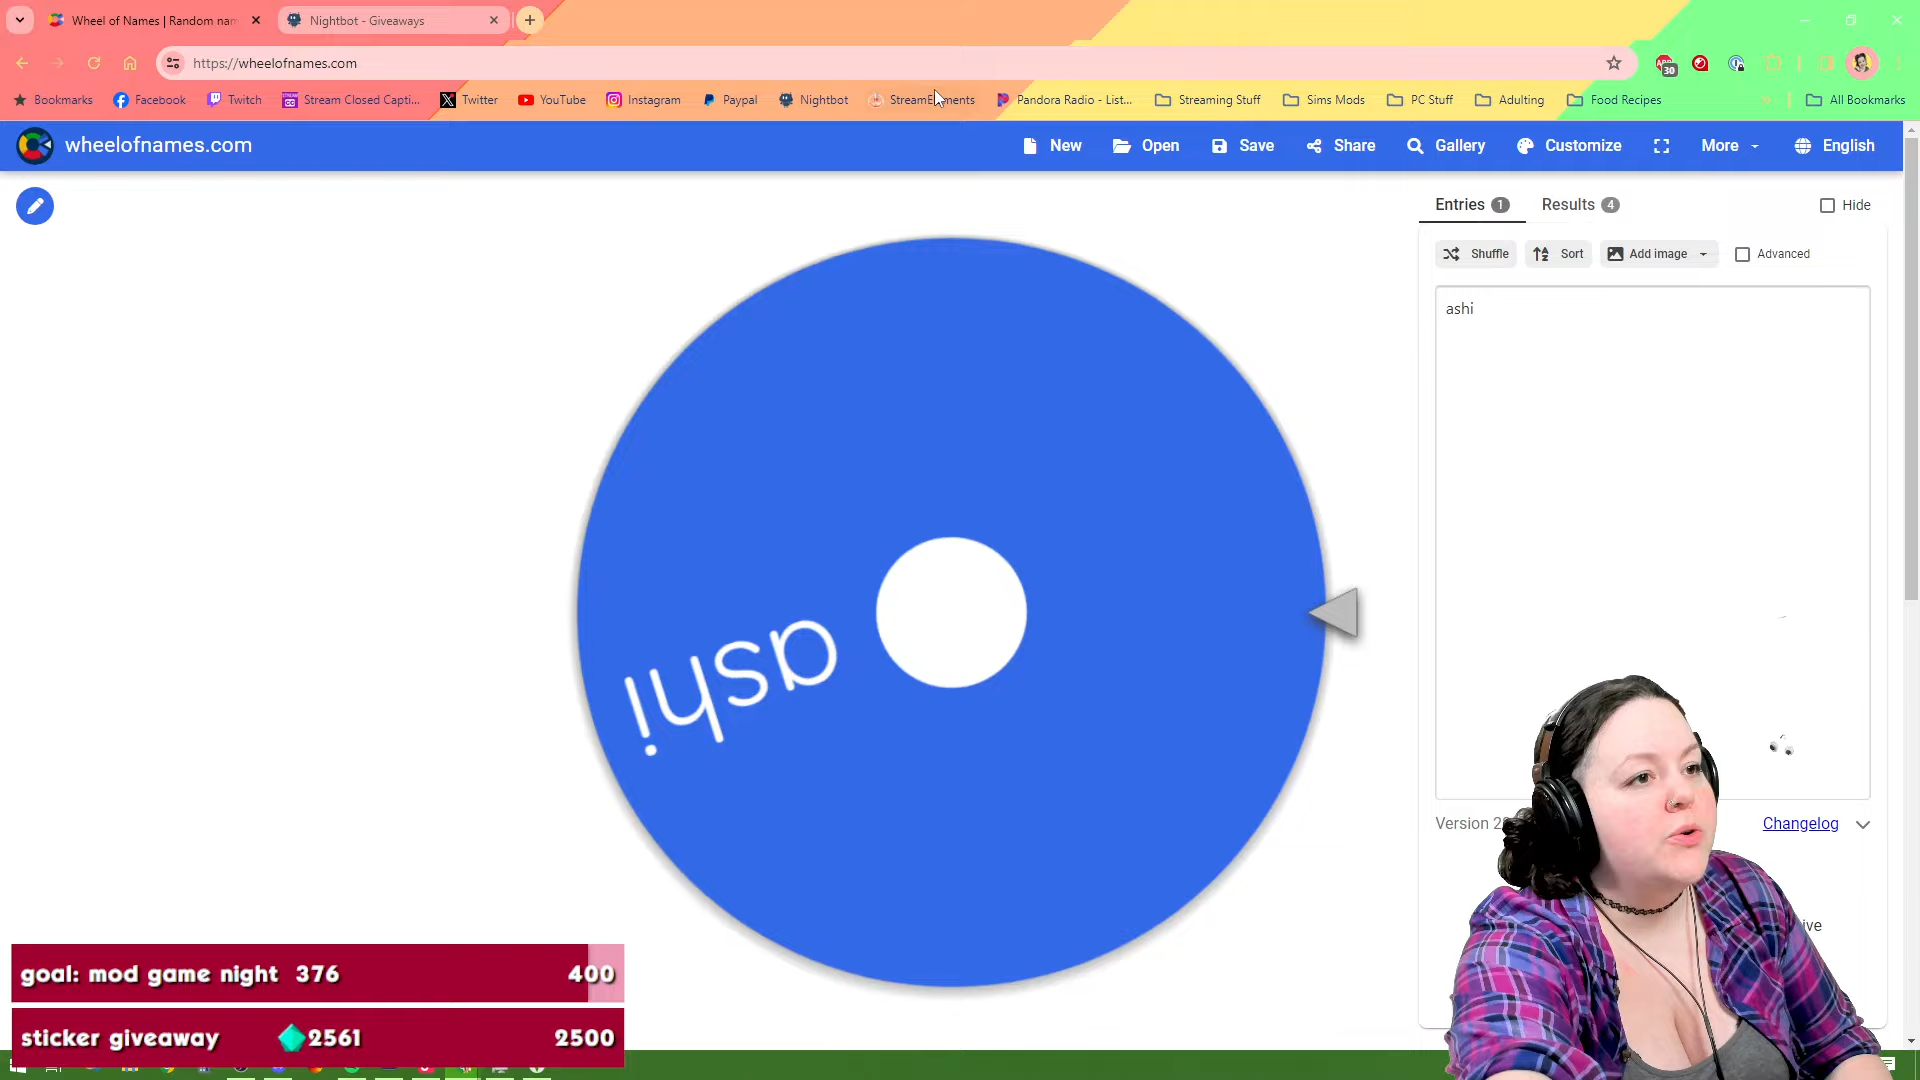 Wheel of Names | Random nam
Nightbot - Giveaways
https://wheelofnames.com
30
Bookmarks
Facebook
Twitch
Stream Closed Capti...
Twitter
YouTube
Instagram
Paypal
Nightbot
Pandora Radio - List...
Streaming Stuff
Sims Mods
PC Stuff
Adulting
Food Recipes
All Bookmarks
wheelofnames.com
New
Open
Save
Share
Gallery
Customize
More
English
Entries 1
Results 4
Hide
Shuffle
Sort
Add image
Advanced
ashi
ashi
Version
Changelog
goal: mod game night 376 400
sticker giveaway 2561 2500